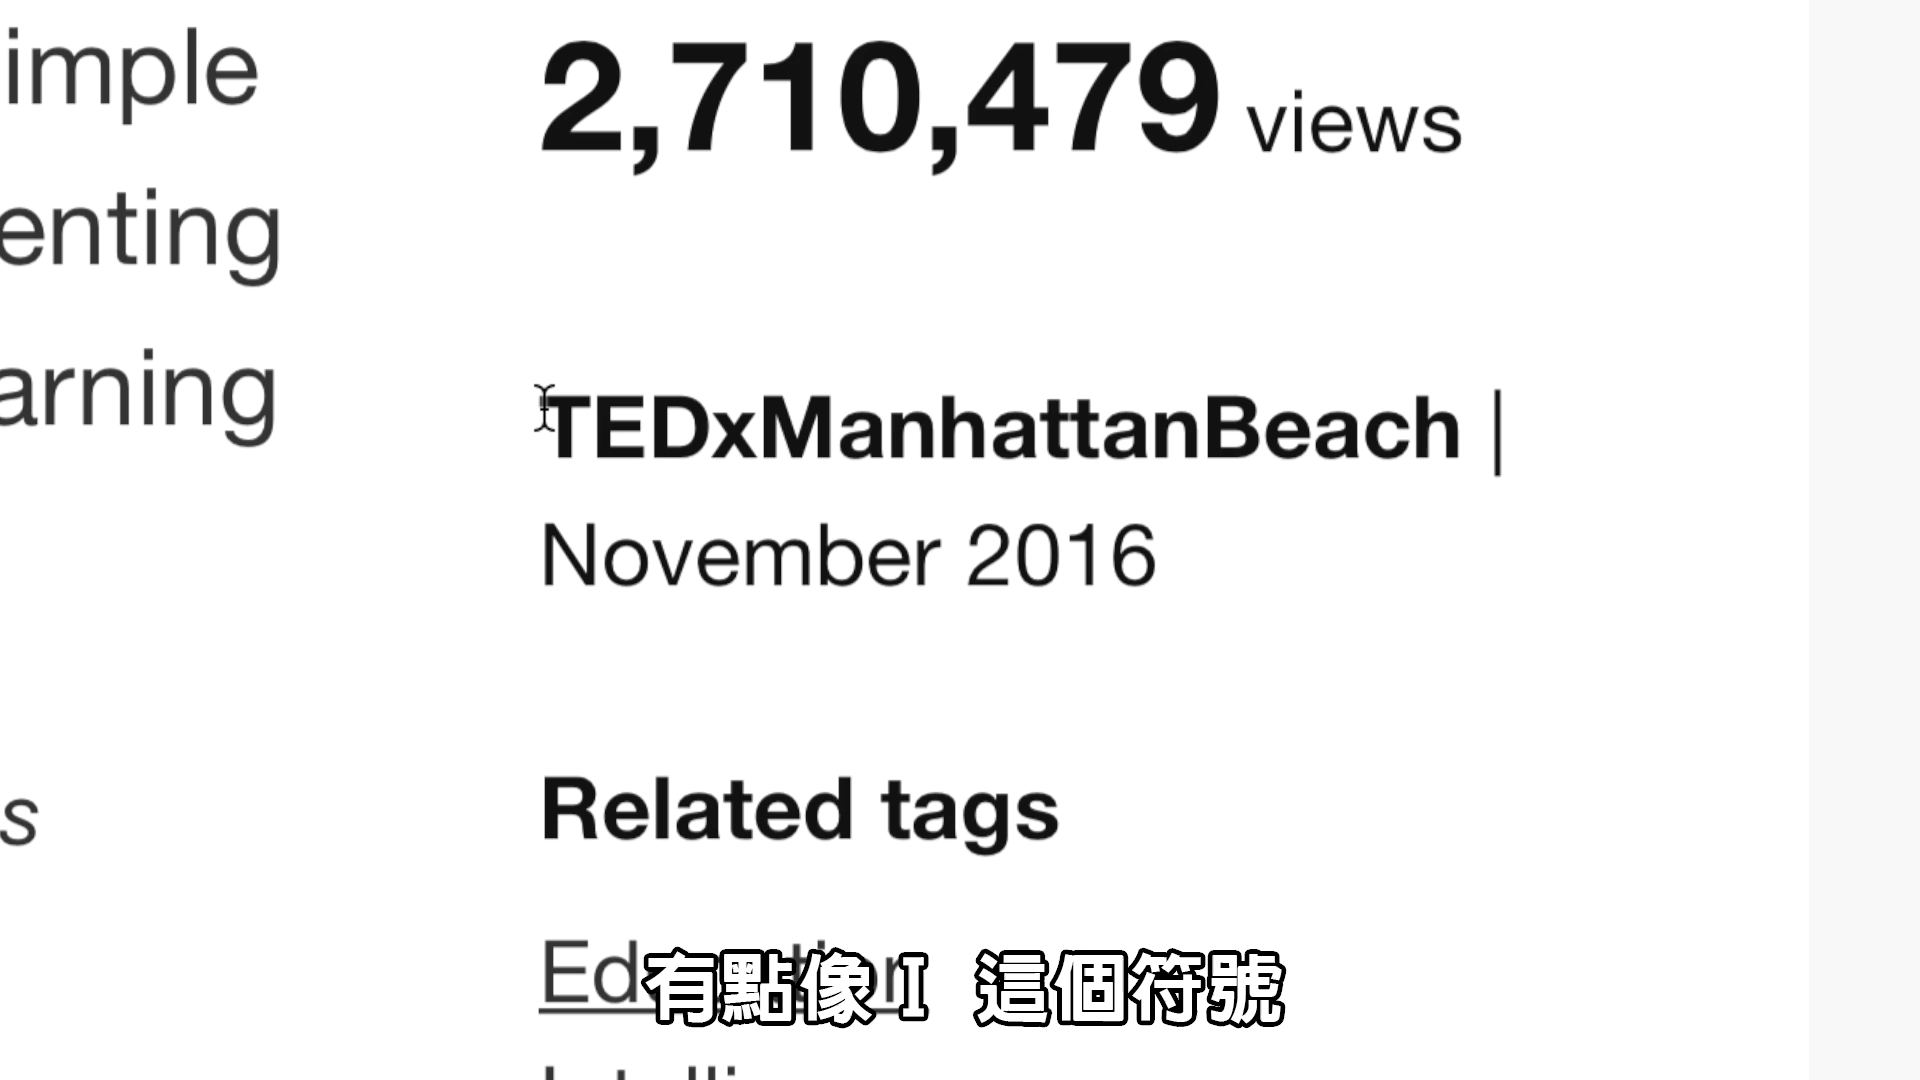 imple
enting
arning
s
2,710,479 views
TEDxManhattanBeach |
November 2016
Related tags
有點像 I 這個符號